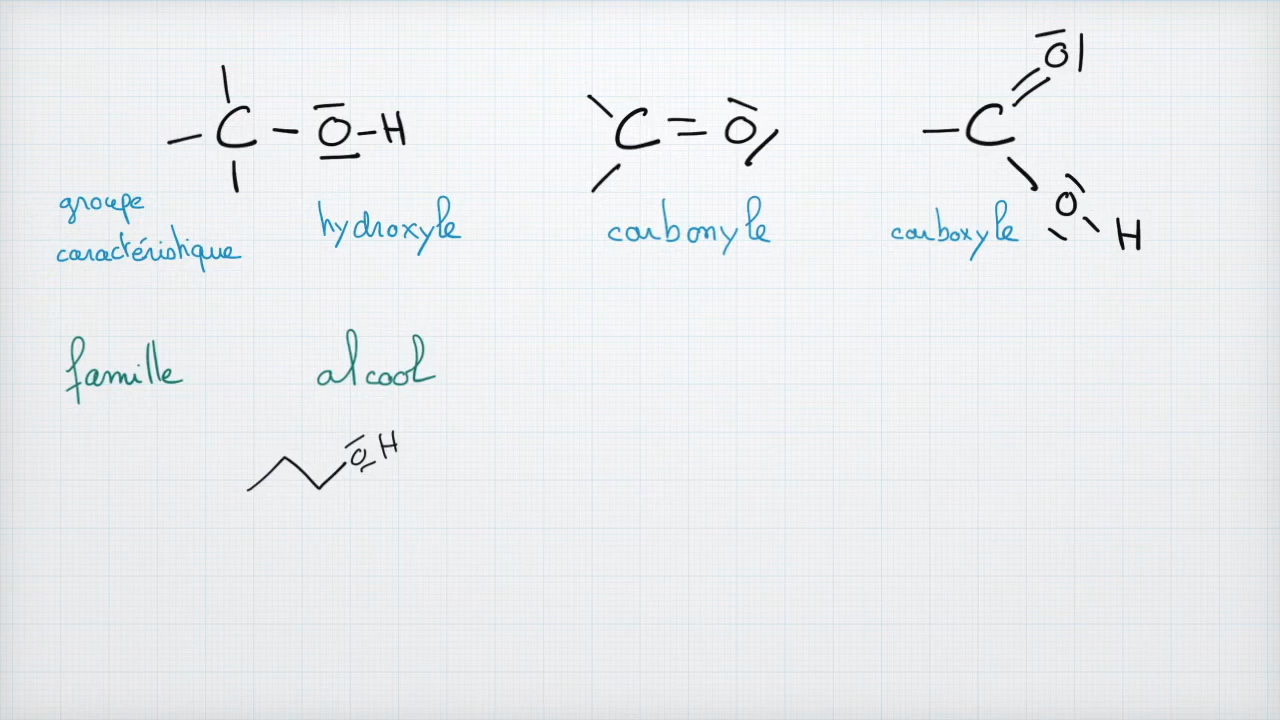 C - O - H
C = O
C
O
O
H
groupe
caractéristique
hydroxyle
carbonyle
carboxyle
famille
alcool
OH